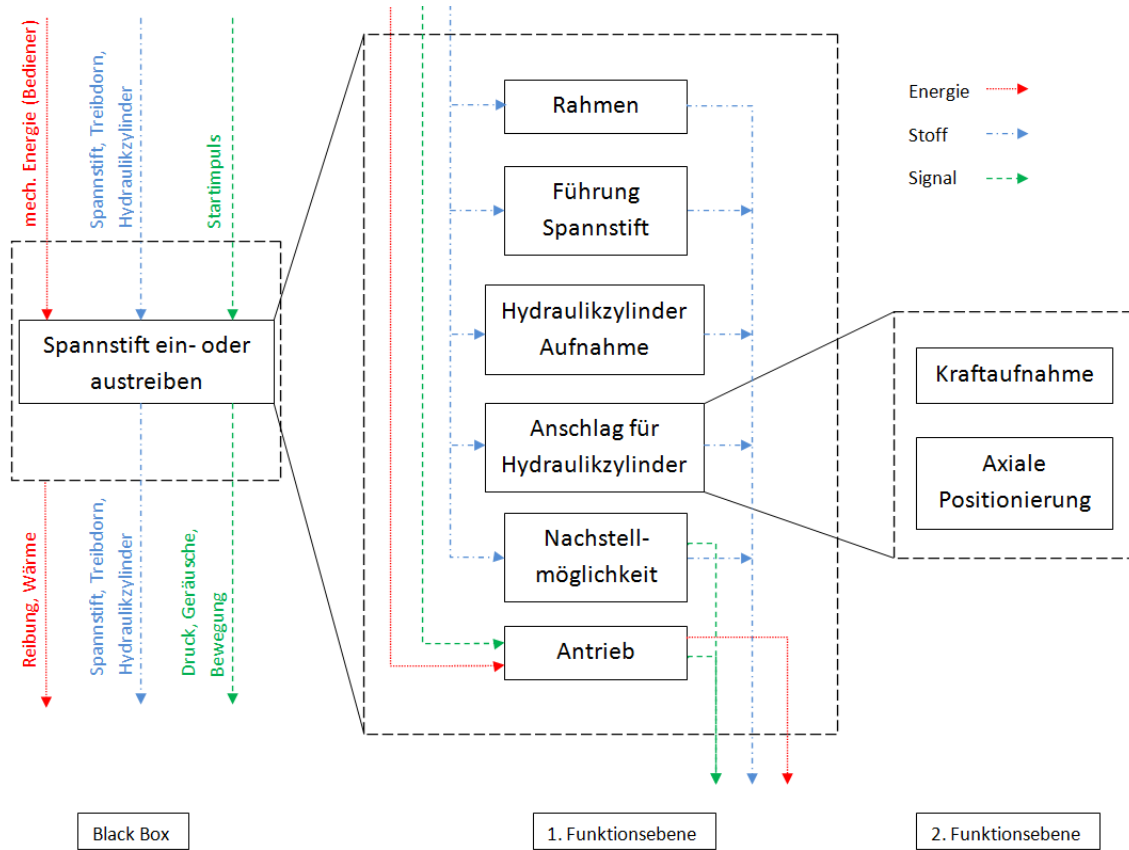 mech. Energie (Bediener)
Spannstift, Treibdorn,
Hydraulikzylinder
Startimpuls
Spannstift ein- oder
austreiben
Reibung, Wärme
Spannstift, Treibdorn,
Hydraulikzylinder
Druck, Geräusche,
Bewegung
Black Box
Rahmen
Führung
Spannstift
Hydraulikzylinder
Aufnahme
Anschlag für
Hydraulikzylinder
Nachstell-
möglichkeit
Antrieb
1. Funktionsebene
Energie
Stoff
Signal
Kraftaufnahme
Axiale
Positionierung
2. Funktionsebene